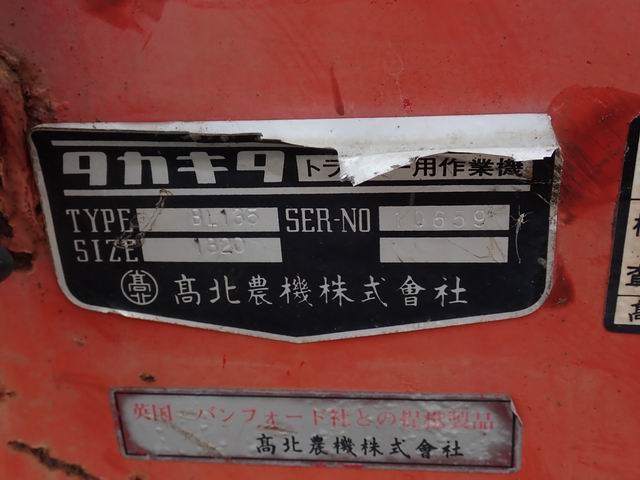 タカキタ トラ 用作業機
TYPE BL135 SER-NO 10659
SIZE 1320
髙北農機株式會社
英国 バンフォード社との提携製品
髙北農機株式會社